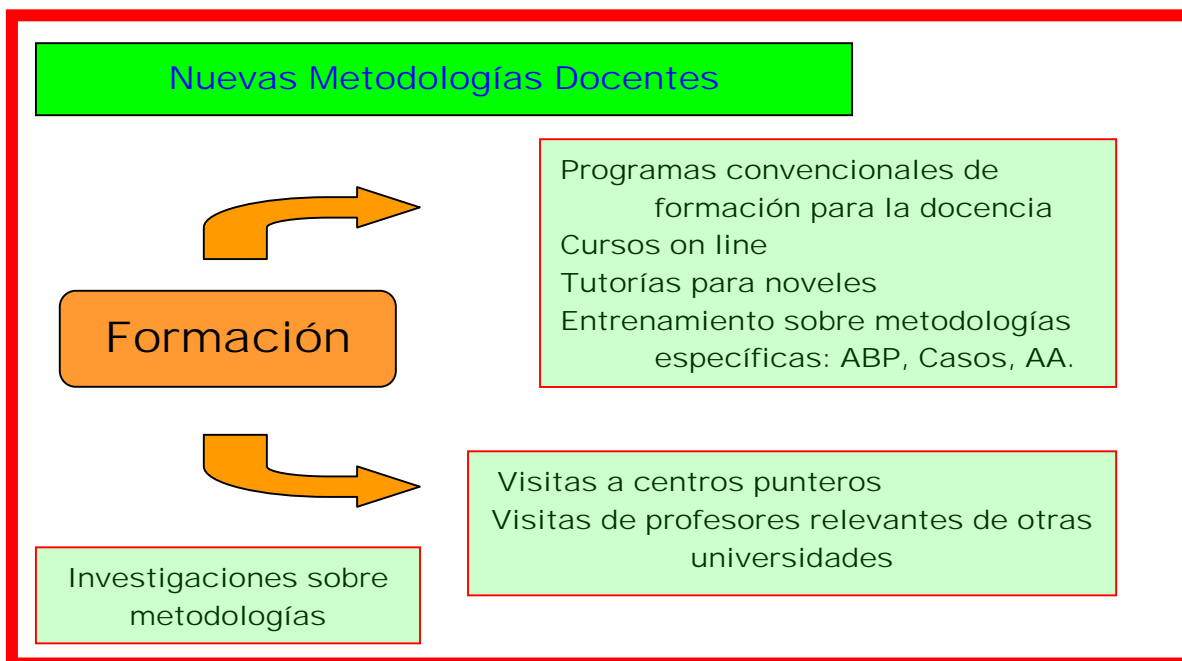 Nuevas Metodologías Docentes
Programas convencionales de
formación para la docencia
Cursos on line
Tutorías para noveles
Entrenamiento sobre metodologías
específicas: ABP, Casos, AA.
Formación
Visitas a centros punteros
Visitas de profesores relevantes de otras
universidades
Investigaciones sobre
metodologías